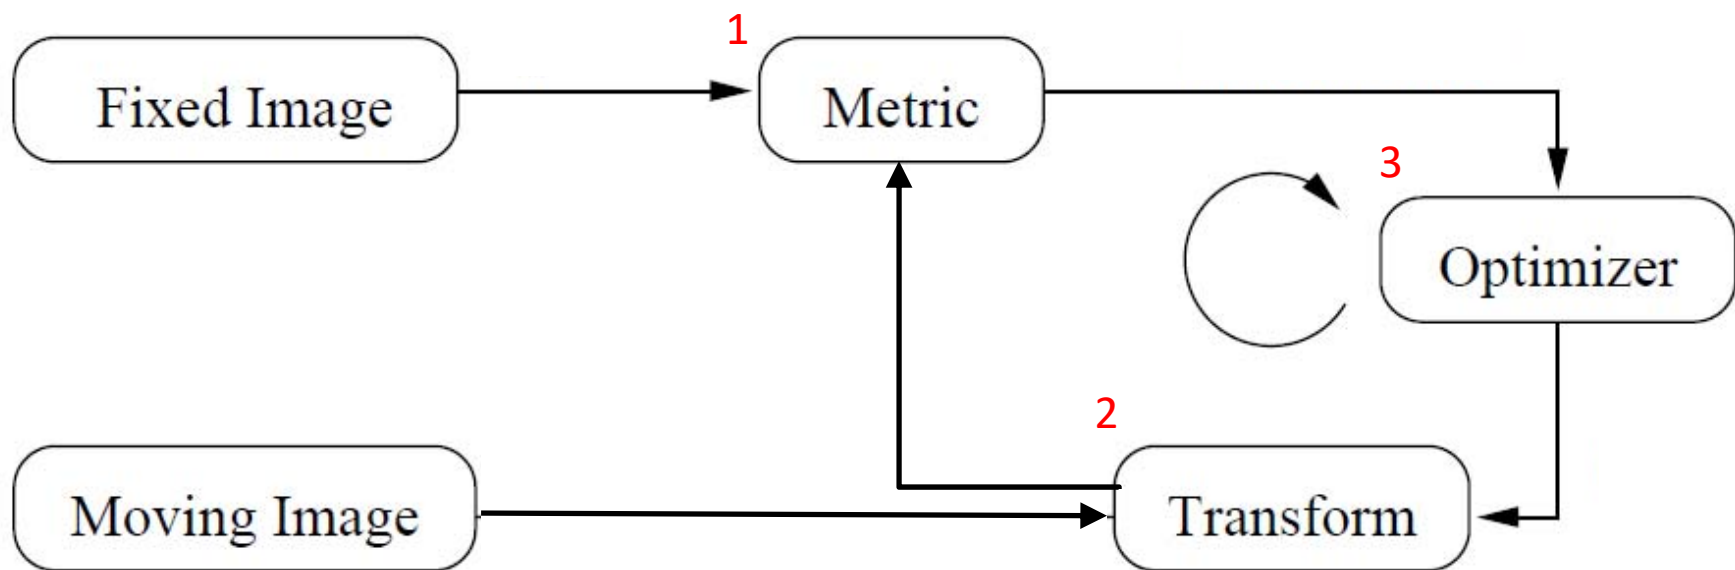 1
Fixed Image
Metric
3
Optimizer
2
Moving Image
Transform